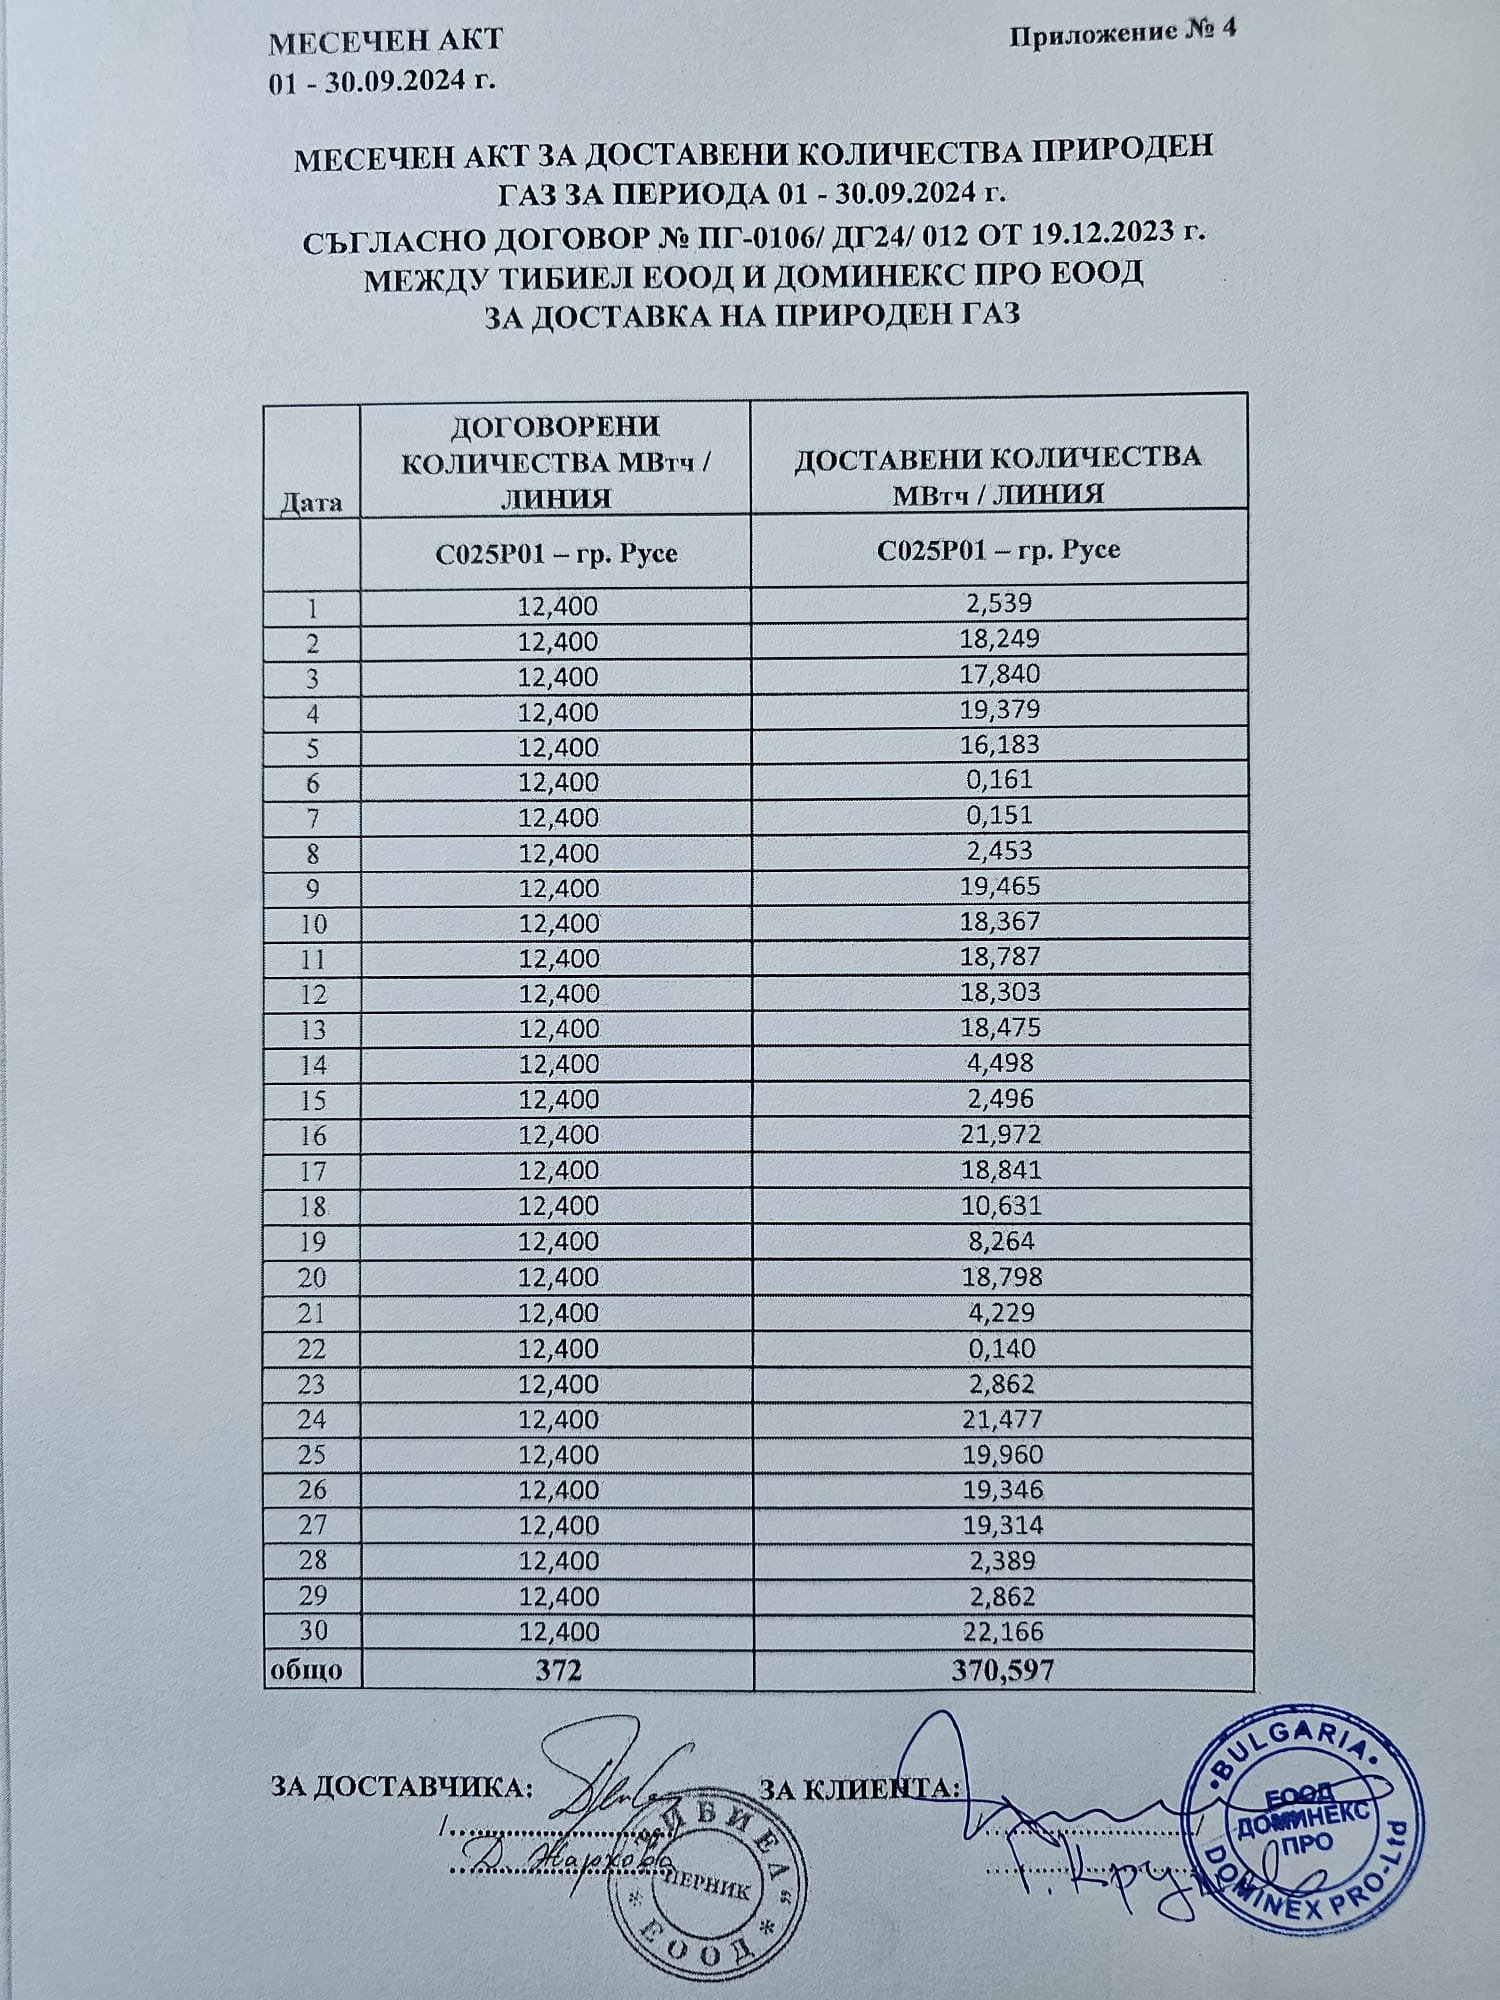 МЕСЕЧЕН АКТ
Приложение № 4
01 - 30.09.2024 г.
МЕСЕЧЕН АКТ ЗА ДОСТАВЕНИ КОЛИЧЕСТВА ПРИРОДЕН
ГАЗ ЗА ПЕРИОДА 01 - 30.09.2024 г.
СЪГЛАСНО ДОГОВОР № ПГ-0106/ ДГ24/ 012 ОТ 19.12.2023 г.
МЕЖДУ ТИБИЕЛ ЕООД И ДОМИНЕКС ПРО ЕООД
ЗА ДОСТАВКА НА ПРИРОДЕН ГАЗ
Дата
ДОГОВОРЕНИ
КОЛИЧЕСТВА МВтч /
ЛИНИЯ
ДОСТАВЕНИ КОЛИЧЕСТВА
МВтч / ЛИНИЯ
С025Р01 – гр. Русе С025Р01 – гр. Русе
1 12,400 2,539
2 12,400 18,249
3 12,400 17,840
4 12,400 19,379
5 12,400 16,183
6 12,400 0,161
7 12,400 0,151
8 12,400 2,453
9 12,400 19,465
10 12,400 18,367
11 12,400 18,787
12 12,400 18,303
13 12,400 18,475
14 12,400 4,498
15 12,400 2,496
16 12,400 21,972
17 12,400 18,841
18 12,400 10,631
19 12,400 8,264
20 12,400 18,798
21 12,400 4,229
22 12,400 0,140
23 12,400 2,862
24 12,400 21,477
25 12,400 19,960
26 12,400 19,346
27 12,400 19,314
28 12,400 2,389
29 12,400 2,862
30 12,400 22,166
общо 372 370,597
ЗА ДОСТАВЧИКА:
ЗА КЛИЕНТА:
Д. Жаркова
„ТИБИЕЛ“
ПЕРНИК
* ЕООД *
BULGARIA
ЕООД
ДОМИНЕКС
ПРО
DOMINEX PRO-Ltd